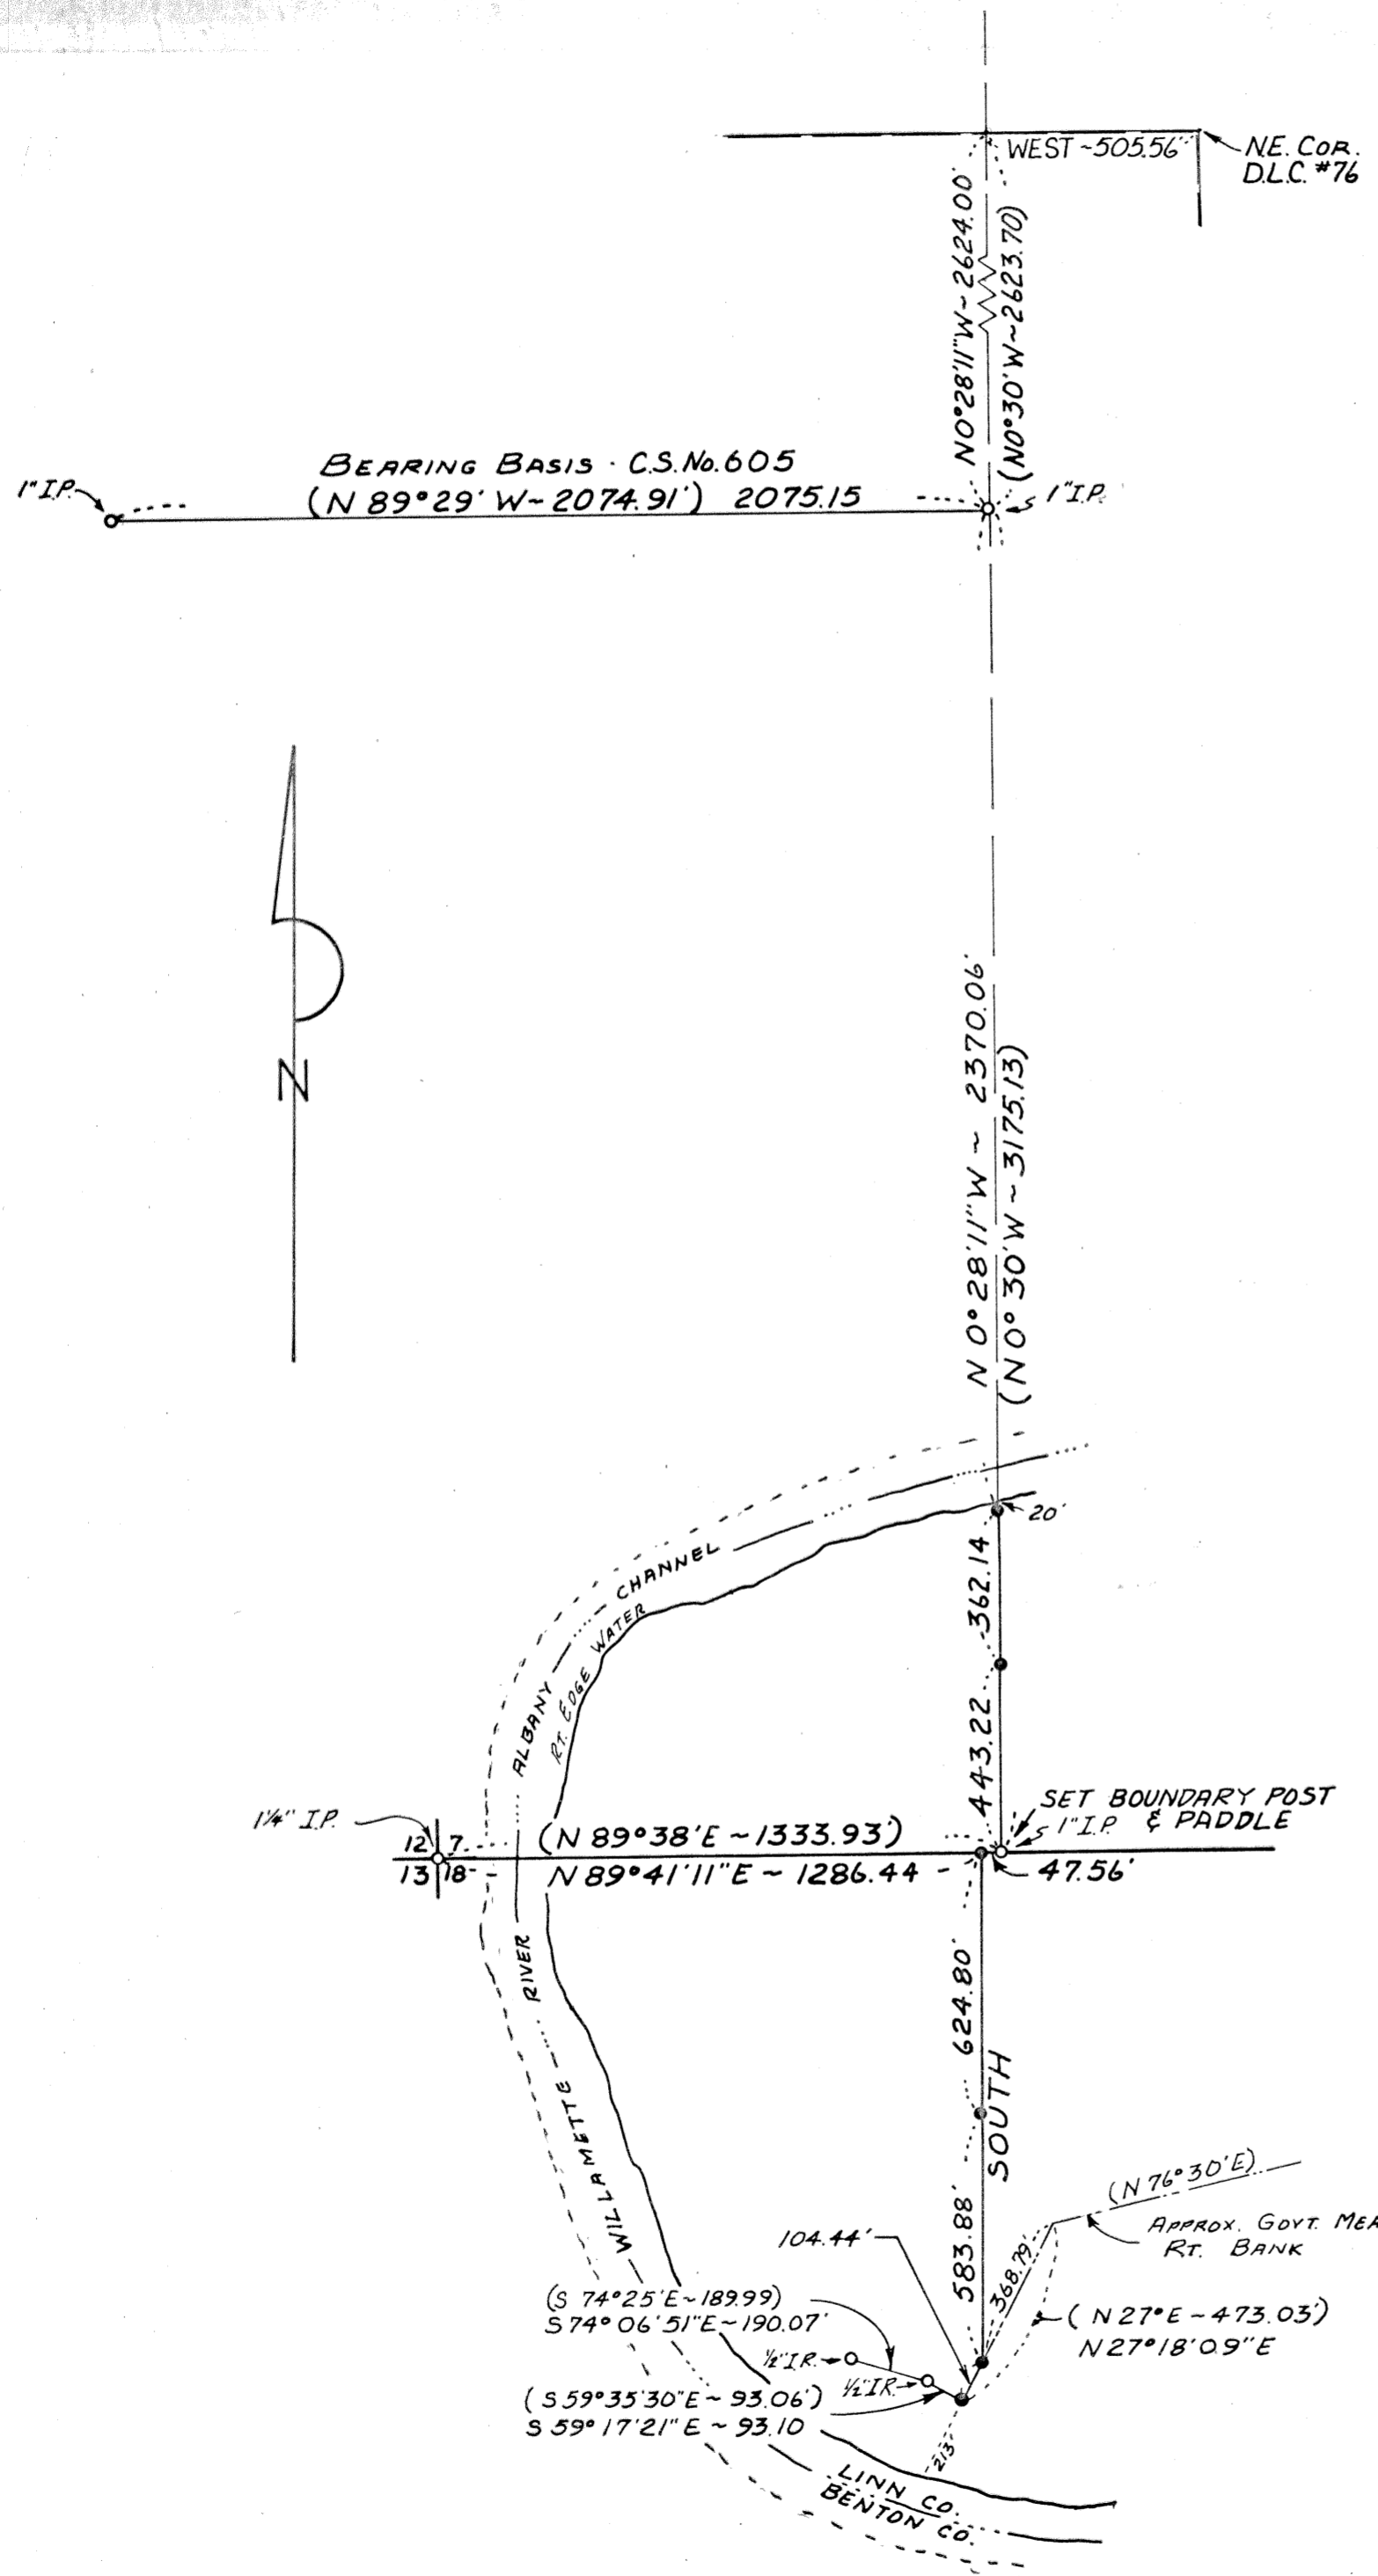 WEST ~505.56'
N.E. COR.
D.L.C. #76
N0°28'11"W~ 2624.00'
(N0°30'W~2623.70)
BEARING BASIS · C.S. No. 605
(N 89°29' W~ 2074.91') 2075.15
1" I.P.
1" I.P.
N
N 0°28'11"W ~ 2370.06'
(N 0°30'W ~ 3175.13)
20'
362.14
CHANNEL
ALBANY
RT. EDGE WATER
443.22
SET BOUNDARY POST
& PADDLE
1" I.P.
1¼" I.P.
12 7
13 18
(N 89°38'E ~1333.93')
N 89°41'11"E ~ 1286.44
47.56'
RIVER
WILLAMETTE
624.80'
SOUTH
583.88'
(N 76°30'E)
APPROX. GOVT. MEA
RT. BANK
104.44'
368.79'
(N 27°E ~ 473.03')
N 27°18'09"E
(S 74°25'E~189.99)
S 74°06'51"E~190.07'
½" I.R.
½" I.R.
(S 59°35'30"E ~ 93.06')
S 59°17'21"E ~ 93.10
213'
LINN CO.
BENTON CO.